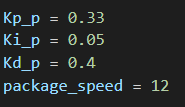 Kp_p = 0.33
Ki_p = 0.05
Kd_p = 0.4
package_speed = 12